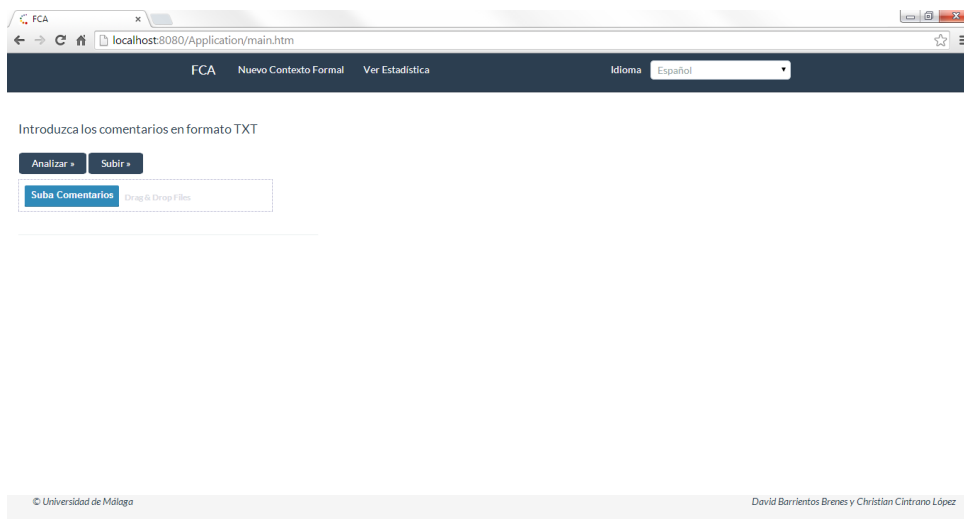 FCA
localhost:8080/Application/main.htm
FCA Nuevo Contexto Formal Ver Estadística Idioma Español
Introduzca los comentarios en formato TXT
Analizar » Subir »
Suba Comentarios Drag & Drop Files
© Universidad de Málaga David Barrientos Brenes y Christian Cintrano López